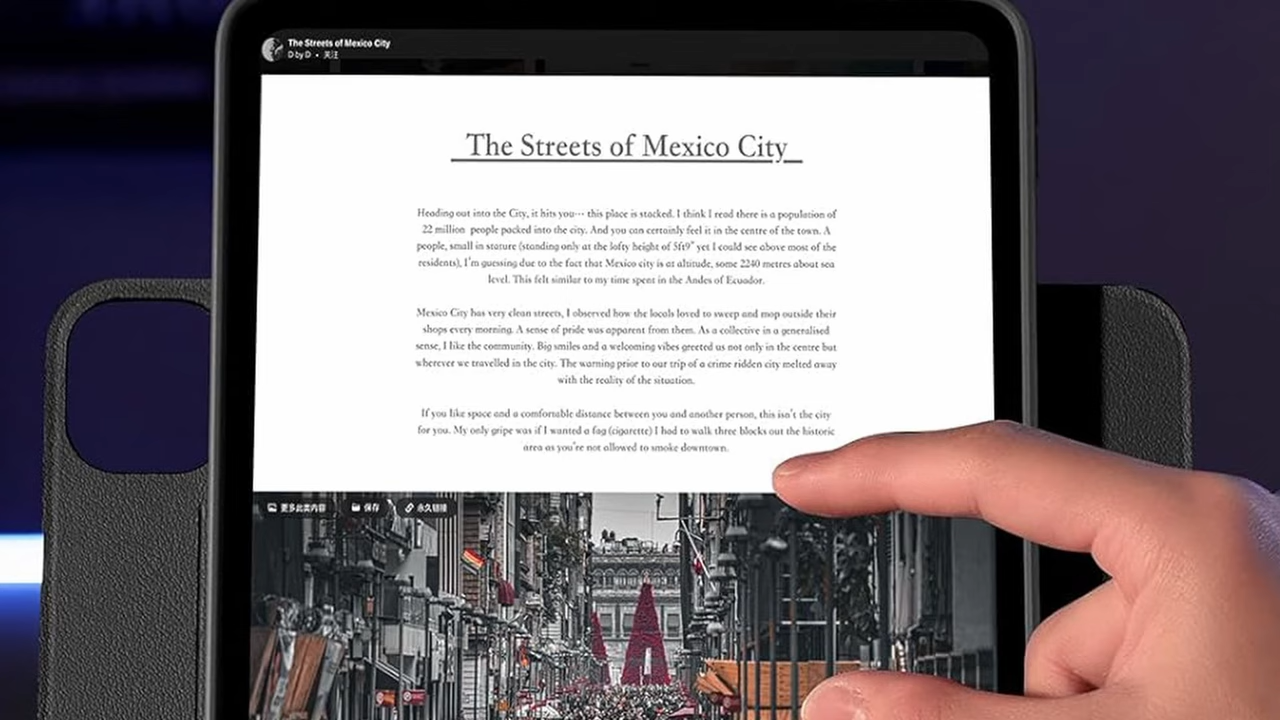 The Streets of Mexico City
D by D • 关注
The Streets of Mexico City
Heading out into the City, it hits you··· this place is stacked. I think I read there is a population of
22 million people packed into the city. And you can certainly feel it in the centre of the town. A
people, small in stature (standing only at the lofty height of 5ft9" yet I could see above most of the
residents), I'm guessing due to the fact that Mexico city is at altitude, some 2240 metres about sea
level. This felt similar to my time spent in the Andes of Ecuador.
Mexico City has very clean streets, I observed how the locals loved to sweep and mop outside their
shops every morning. A sense of pride was apparent from them. As a collective in a generalised
sense, I like the community. Big smiles and a welcoming vibes greeted us not only in the centre but
wherever we travelled in the city. The warning prior to our trip of a crime ridden city melted away
with the reality of the situation.
If you like space and a comfortable distance between you and another person, this isn't the city
for you. My only gripe was if I wanted a fag (cigarette) I had to walk three blocks out the historic
area as you're not allowed to smoke downtown.
更多此类内容 保存 永久链接